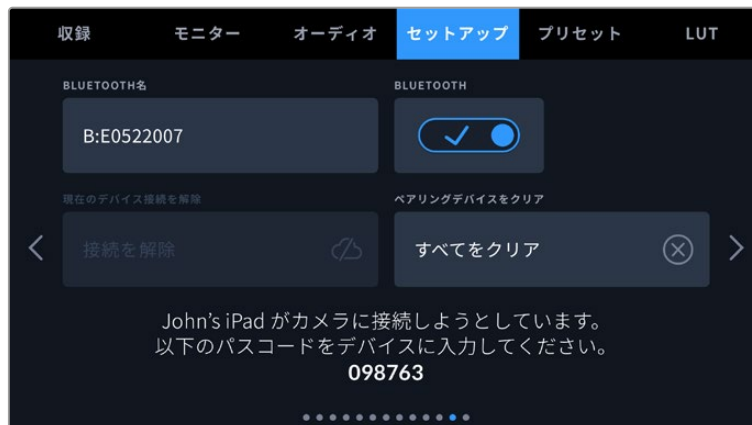 収録 モニター オーディオ セットアップ プリセット LUT
BLUETOOTH名 BLUETOOTH
B:E0522007
現在のデバイス接続を解除 ペアリングデバイスをクリア
接続を解除 すべてをクリア
John's iPad がカメラに接続しようとしています。
以下のパスコードをデバイスに入力してください。
098763